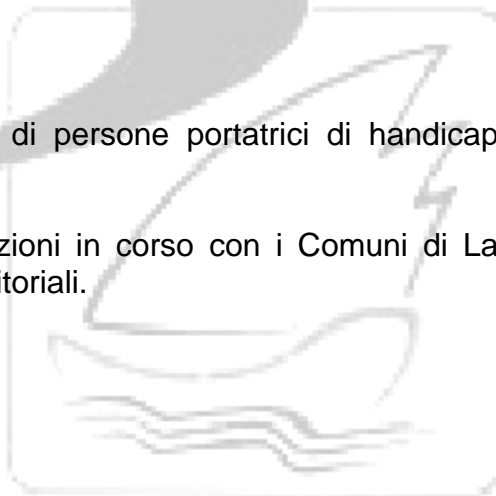 di persone portatrici di handicap
zioni in corso con i Comuni di La
itoriali.